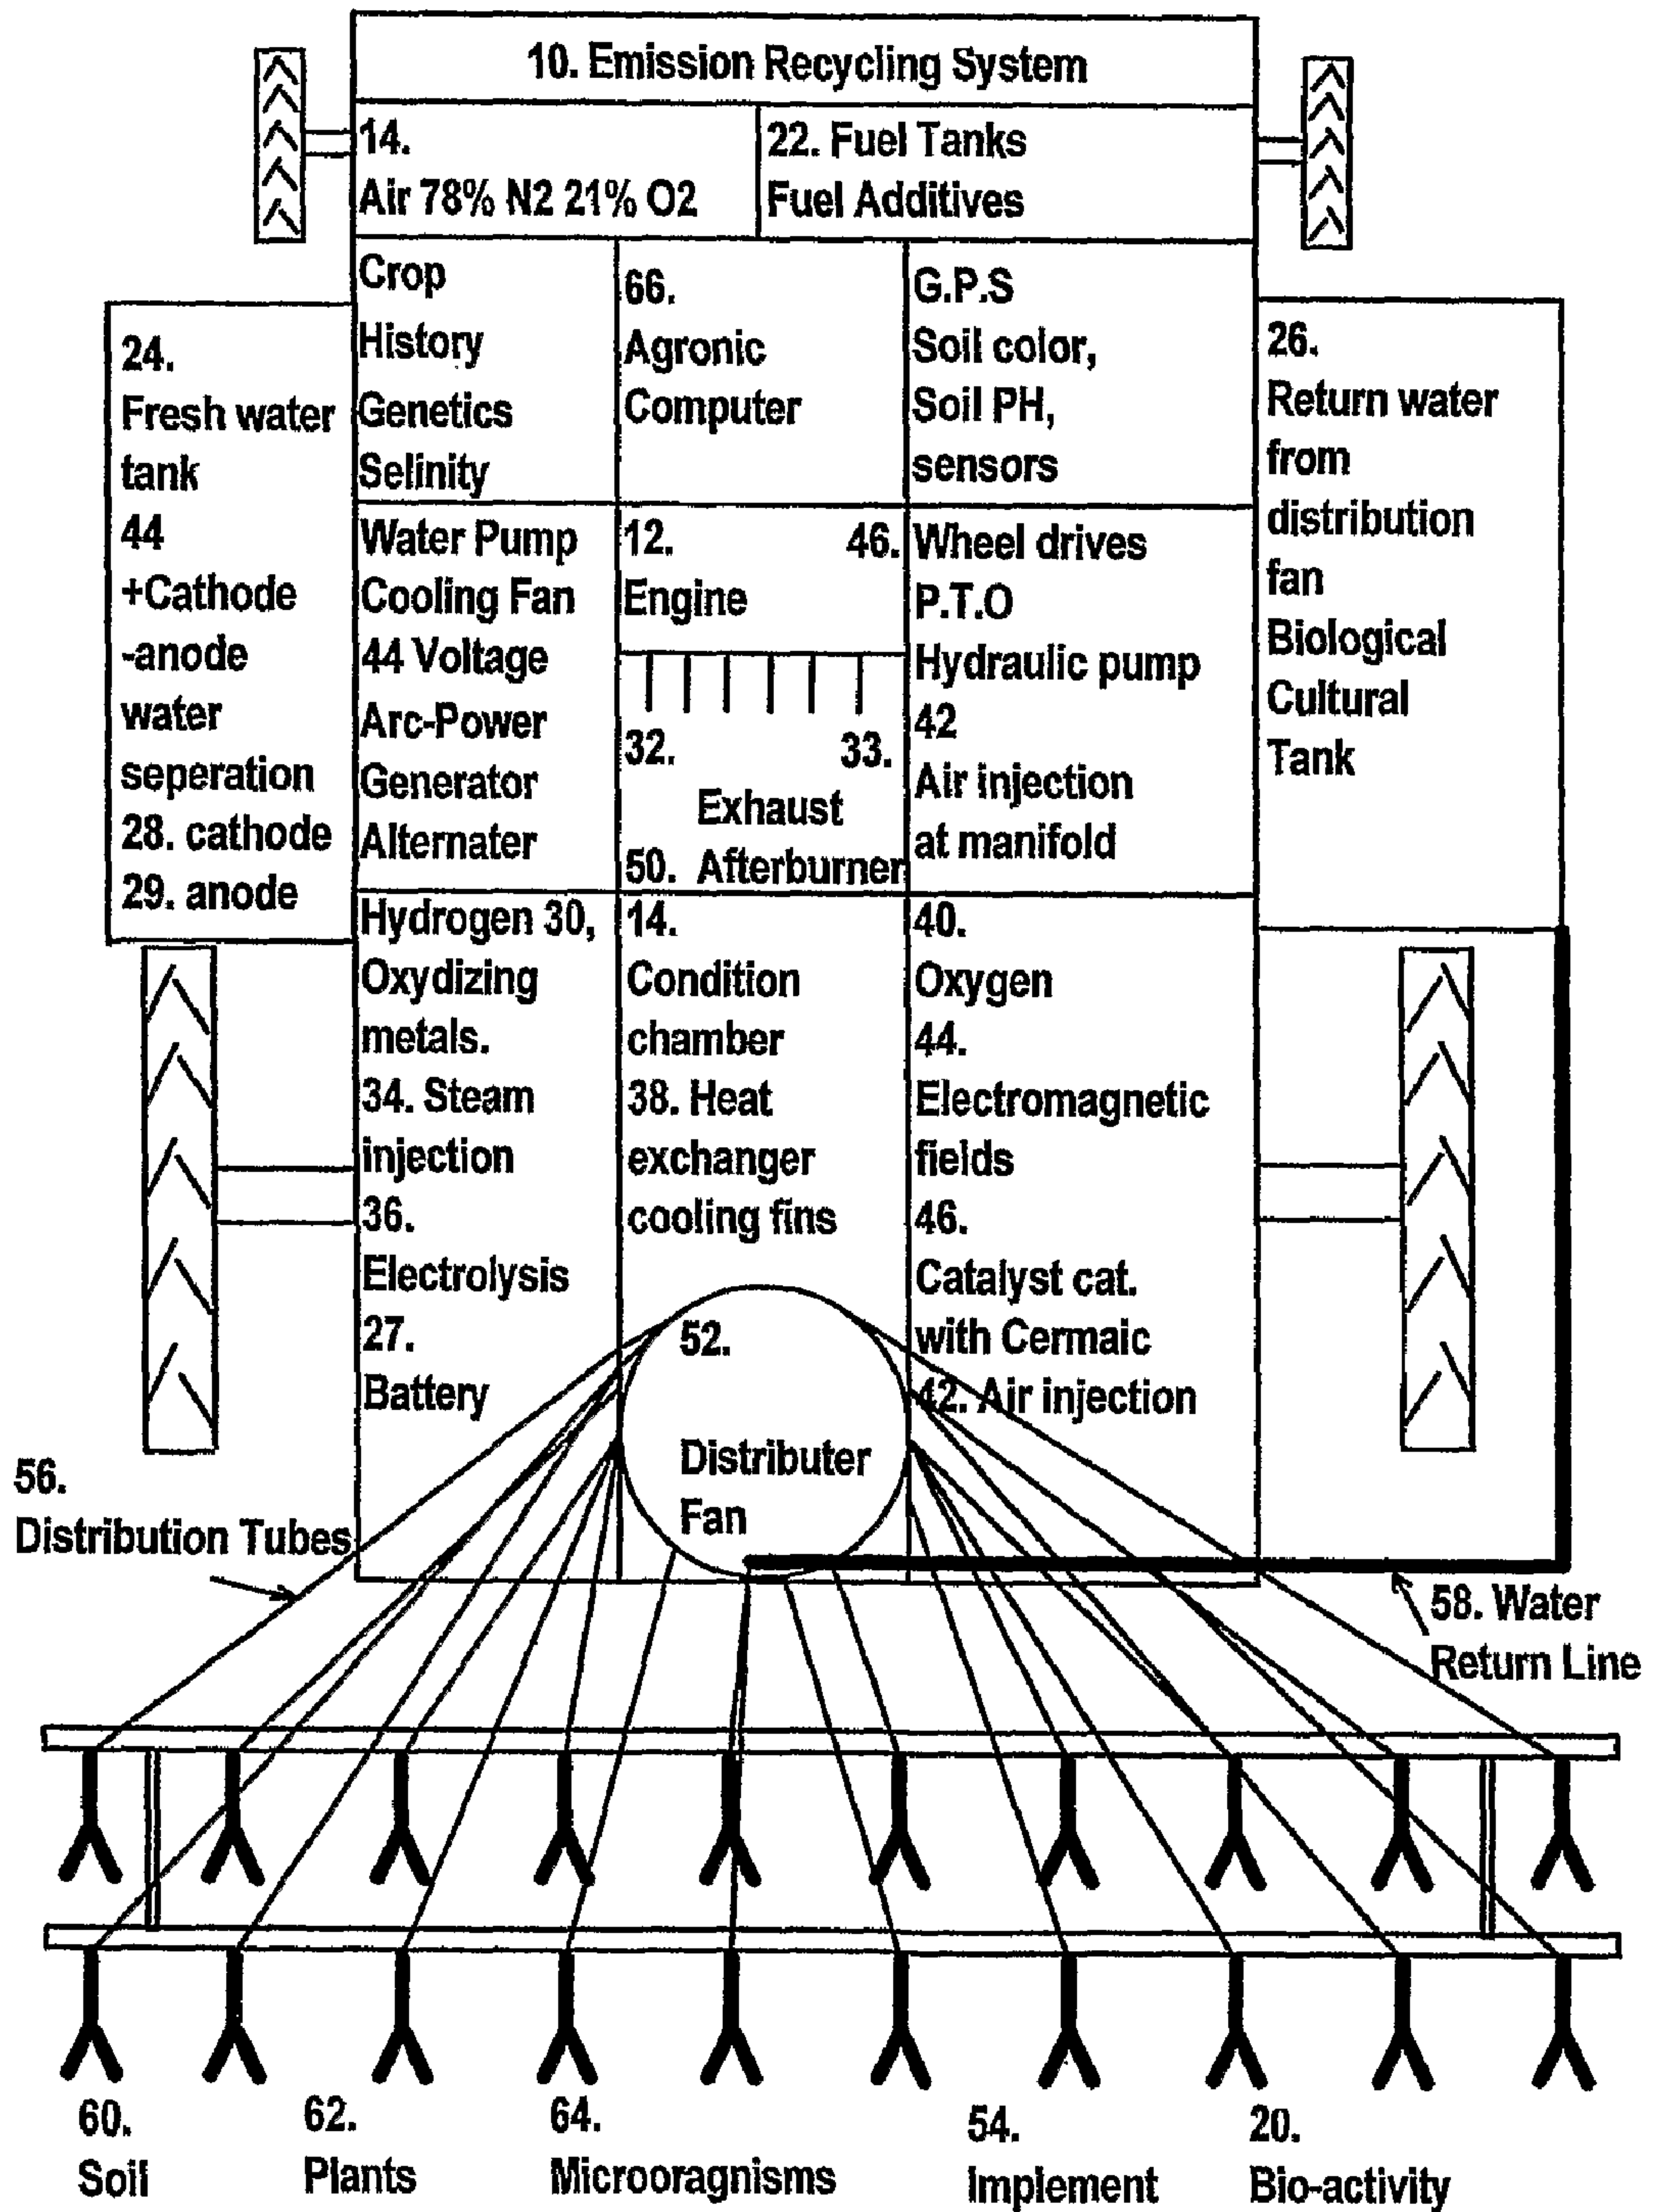 10. Emission Recycling System
14.
Air 78% N2 21% O2
22. Fuel Tanks
Fuel Additives
24.
Fresh water
tank
44
+Cathode
-anode
water
seperation
28. cathode
29. anode
Crop
History
Genetics
Selinity
66.
Agronic
Computer
G.P.S
Soil color,
Soil PH,
sensors
26.
Return water
from
distribution
fan
Biological
Cultural
Tank
Water Pump
Cooling Fan
44 Voltage
Arc-Power
Generator
Alternater
12.
Engine
32.
33.
Exhaust
50. Afterburner
46. Wheel drives
P.T.O
Hydraulic pump
42
Air injection
at manifold
Hydrogen 30,
Oxydizing
metals.
34. Steam
injection
36.
Electrolysis
27.
Battery
14.
Condition
chamber
38. Heat
exchanger
cooling fins
40.
Oxygen
44.
Electromagnetic
fields
46.
Catalyst cat.
with Cermaic
42. Air injection
52.
Distributer
Fan
56.
Distribution Tubes
58. Water
Return Line
60.
Soil
62.
Plants
64.
Microoragnisms
54.
Implement
20.
Bio-activity